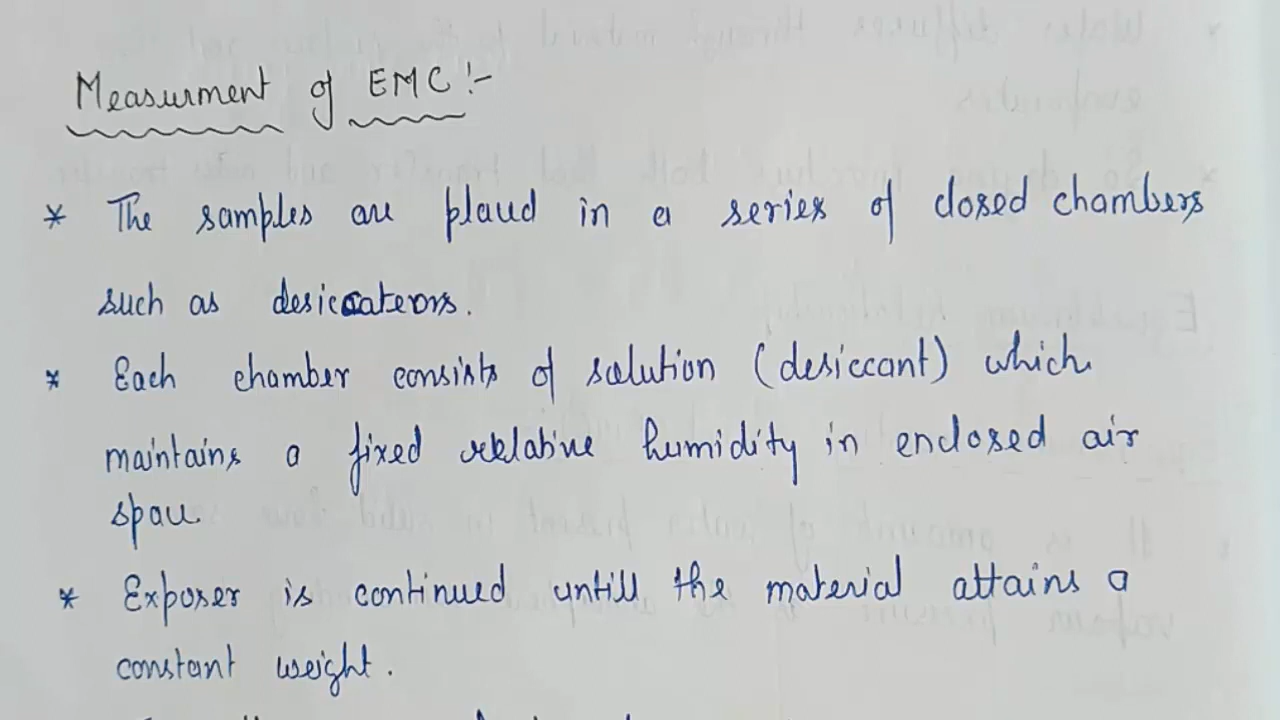 Measurment of EMC :-
* The samples are placed in a series of closed chambers
such as desiccateors.
* Each chamber consists of solution (desiccant) which
maintains a fixed relative humidity in enclosed air
space
* Exposer is continued untill the material attains a
constant weight.